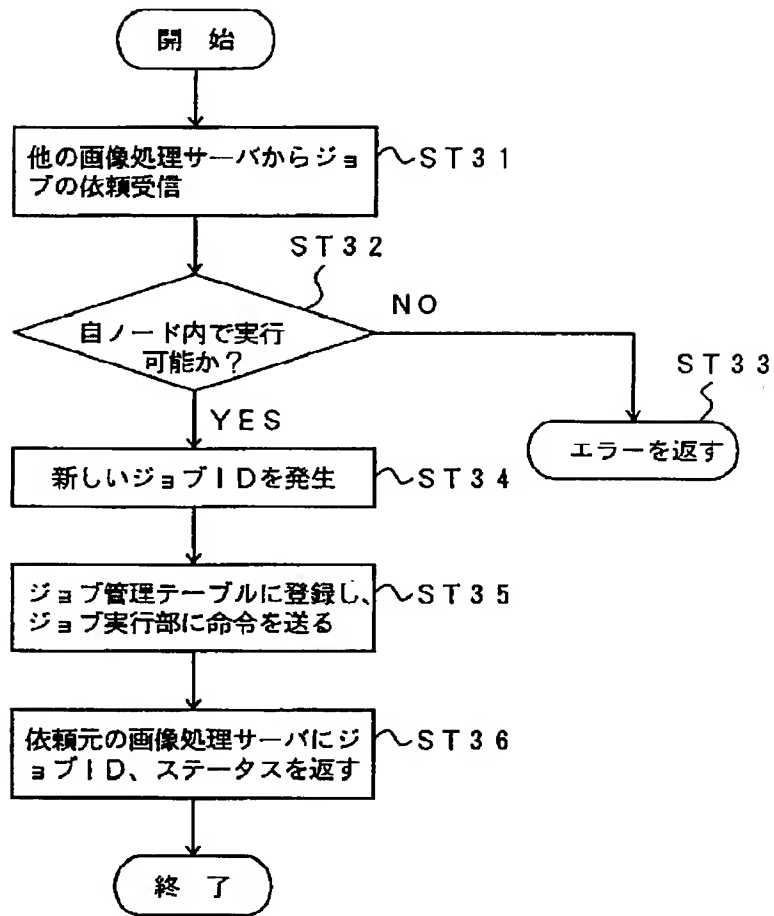 開 始
他の画像処理サーバからジョ
ブの依頼受信
ST31
ST32
自ノード内で実行
可能か?
NO
YES
ST33
エラーを返す
新しいジョブIDを発生
ST34
ジョブ管理テーブルに登録し、
ジョブ実行部に命令を送る
ST35
依頼元の画像処理サーバにジ
ョブID、ステータスを返す
ST36
終 了